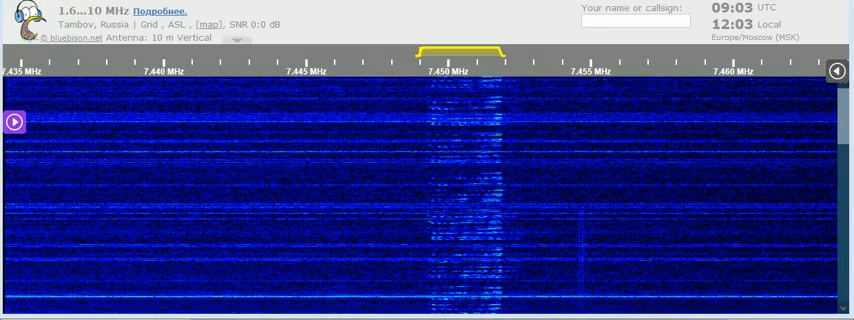 1.6...10 MHz Подробнее.
Tambov, Russia | Grid , ASL , [map], SNR 0:0 dB
© bluebison.net Antenna: 10 m Vertical
Your name or callsign:
09:03 UTC
12:03 Local
Europe/Moscow (MSK)
7.435 MHz 7.440 MHz 7.445 MHz 7.450 MHz 7.455 MHz 7.460 MHz